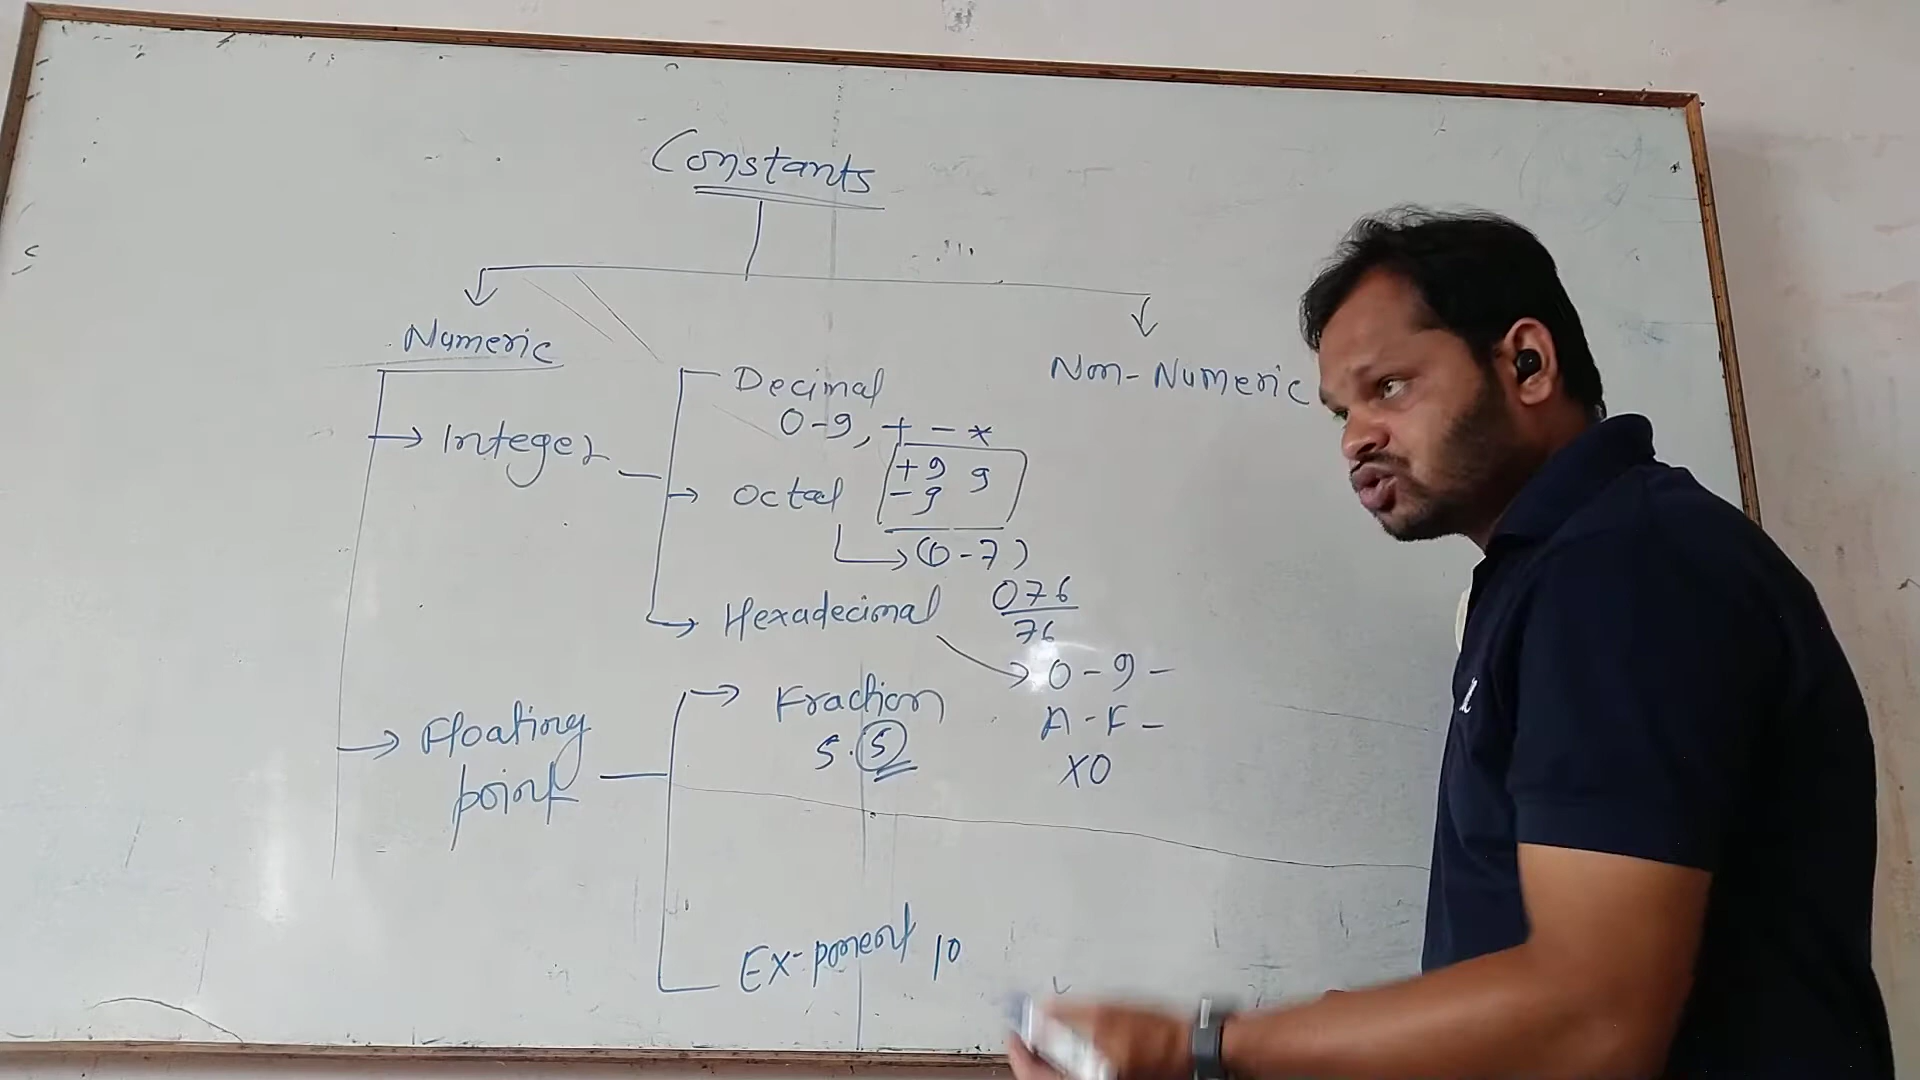 Constants
Numeric
Non-Numeric
Integer
Decimal
0-9, + - *
+9 9
-9
Octal
(0-7)
Hexadecimal
076
76
0-9-
A-F-
X0
Floating
point
Fraction
5.5
Ex-ponent 10